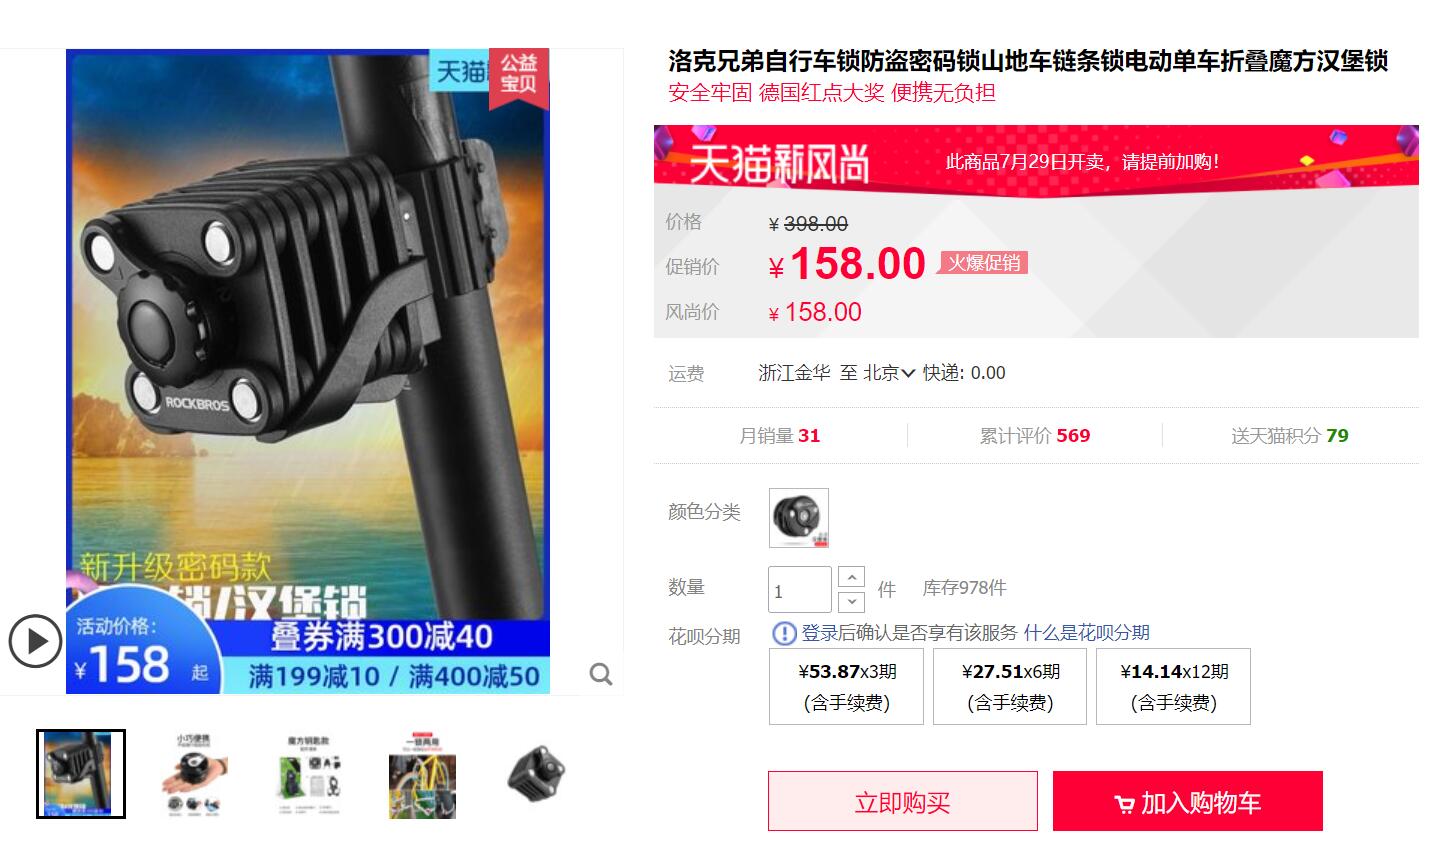 洛克兄弟自行车锁防盗密码锁山地车链条锁电动单车折叠魔方汉堡锁
安全牢固 德国红点大奖 便携无负担
天猫新风尚
此商品7月29日开卖，请提前加购！
价格
¥ 398.00
促销价
¥ 158.00
火爆促销
风尚价
¥ 158.00
运费
浙江金华 至 北京 快递: 0.00
月销量 31
累计评价 569
送天猫积分 79
颜色分类
数量
1
件
库存978件
花呗分期
登录后确认是否享有该服务 什么是花呗分期
¥53.87x3期
(含手续费)
¥27.51x6期
(含手续费)
¥14.14x12期
(含手续费)
立即购买
加入购物车
天猫
公益
宝贝
ROCKBROS
新升级密码款
锁/汉堡锁
活动价格:
¥158 起
叠券满300减40
满199减10 / 满400减50
小巧便携
魔方钥匙款
一锁两用